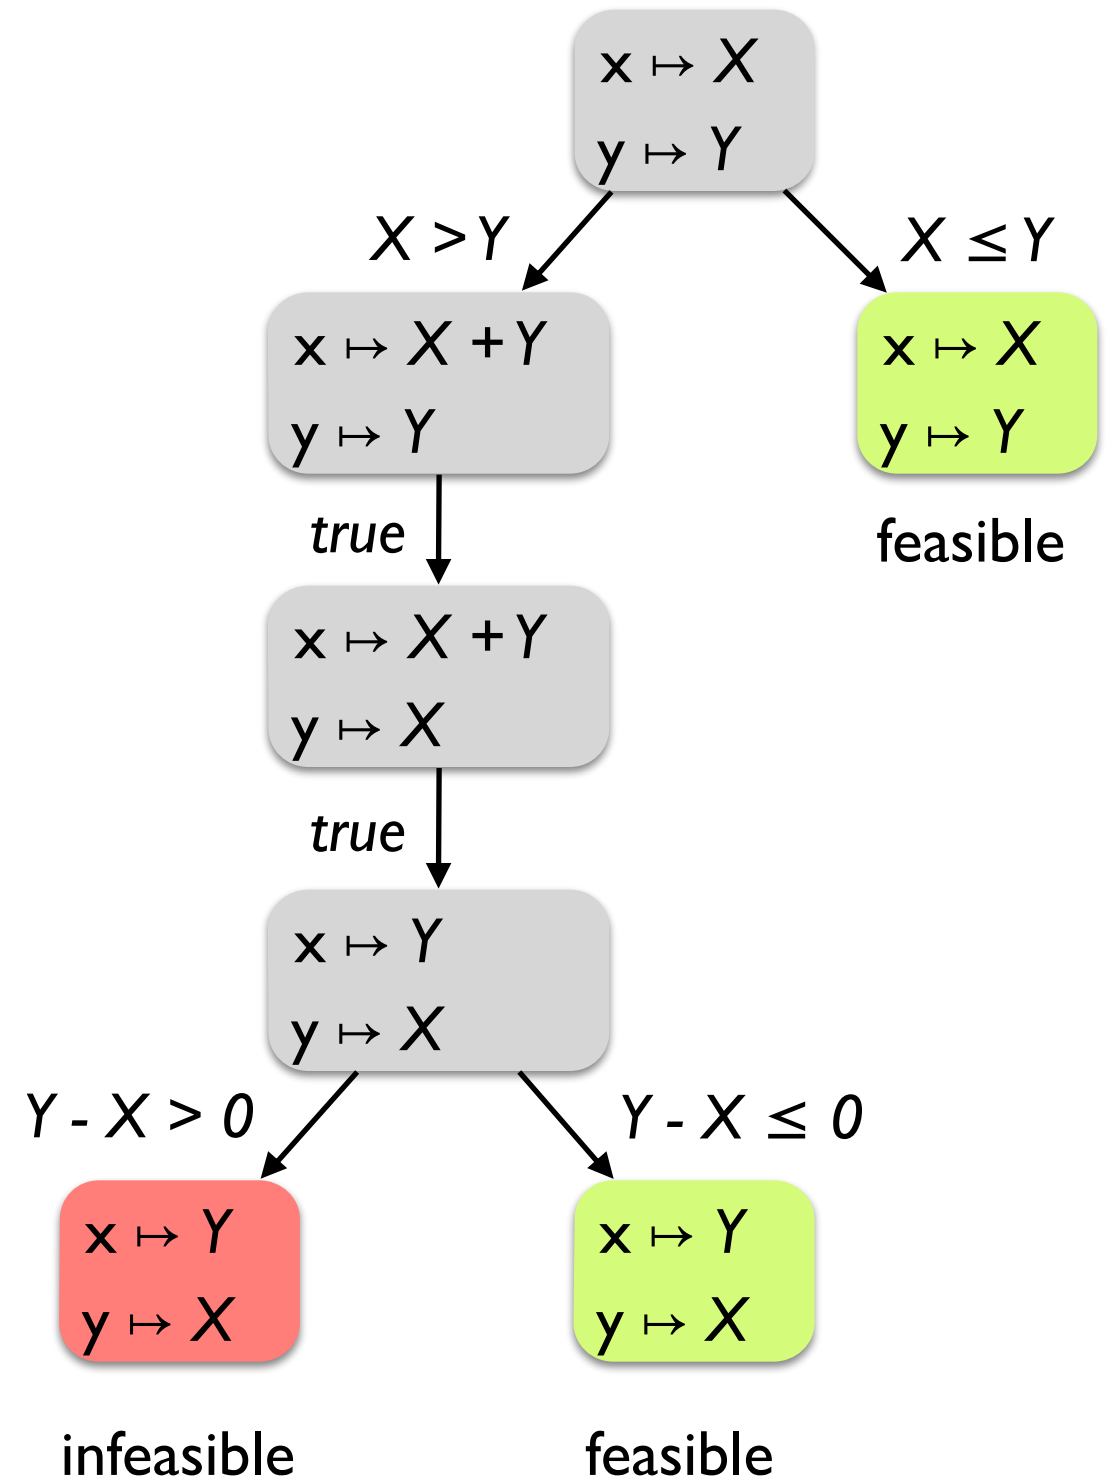 x ↦ X
y ↦ Y
X > Y
X ≤ Y
x ↦ X + Y
y ↦ Y
x ↦ X
y ↦ Y
feasible
true
x ↦ X + Y
y ↦ X
true
x ↦ Y
y ↦ X
Y - X > 0
Y - X ≤ 0
x ↦ Y
y ↦ X
x ↦ Y
y ↦ X
infeasible
feasible